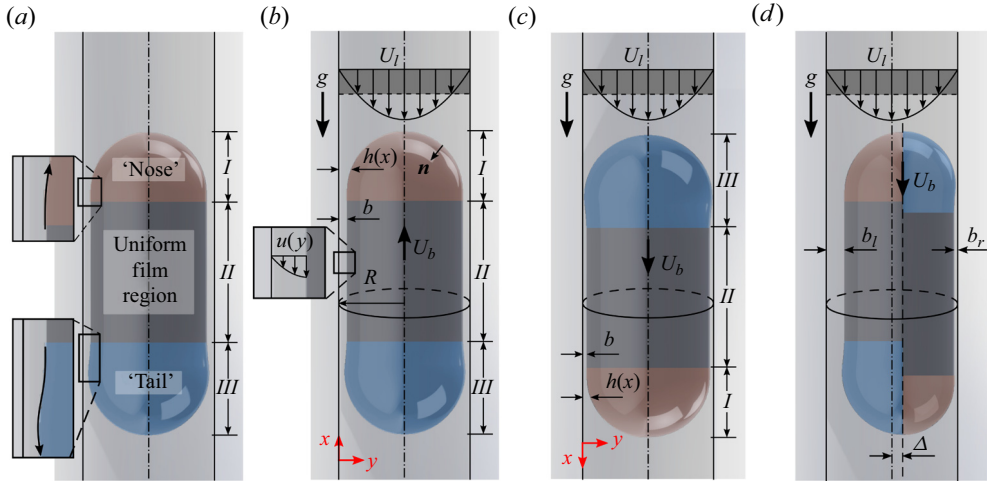 (a)
(b)
(c)
(d)
'Nose'
Uniform
film
region
'Tail'
I
II
III
U_l
g
h(x)
n
b
u(y)
U_b
R
I
II
III
x
y
U_l
g
III
U_b
II
b
h(x)
I
y
x
U_l
g
U_b
b_l
b_r
Δ